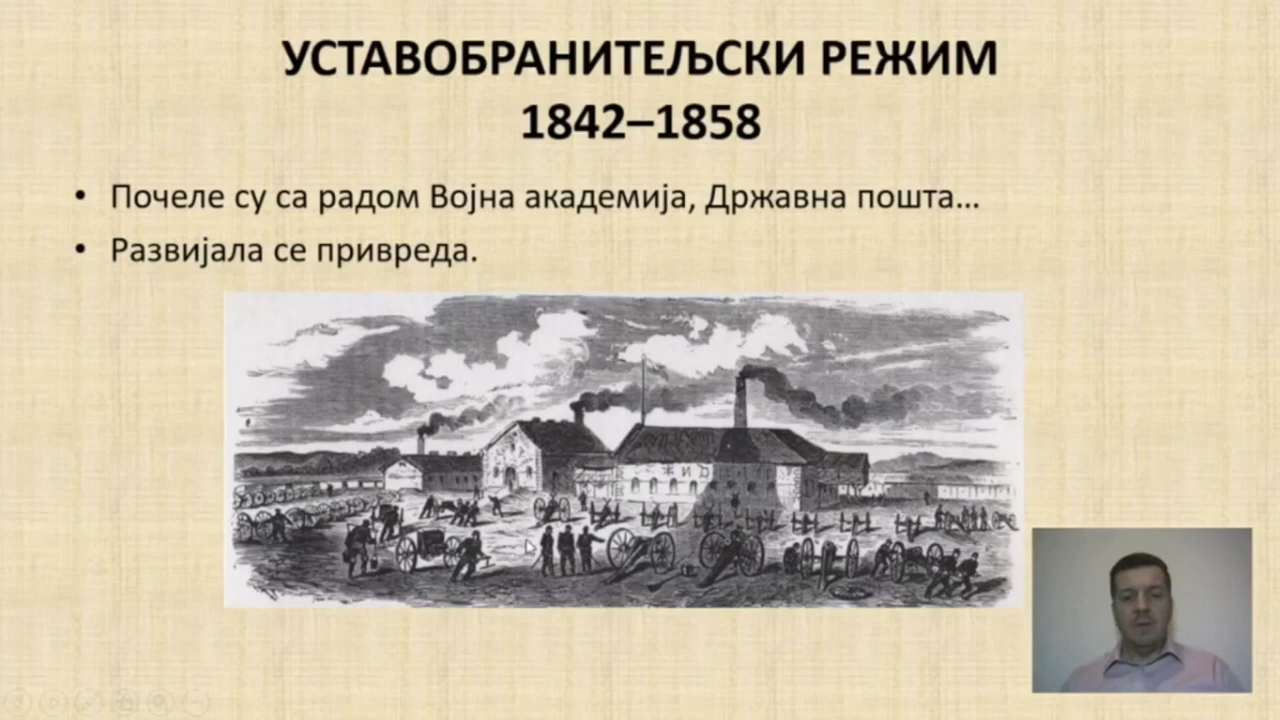 УСТАВОБРАНИТЕЉСКИ РЕЖИМ
1842–1858
• Почеле су са радом Војна академија, Државна пошта...
• Развијала се привреда.